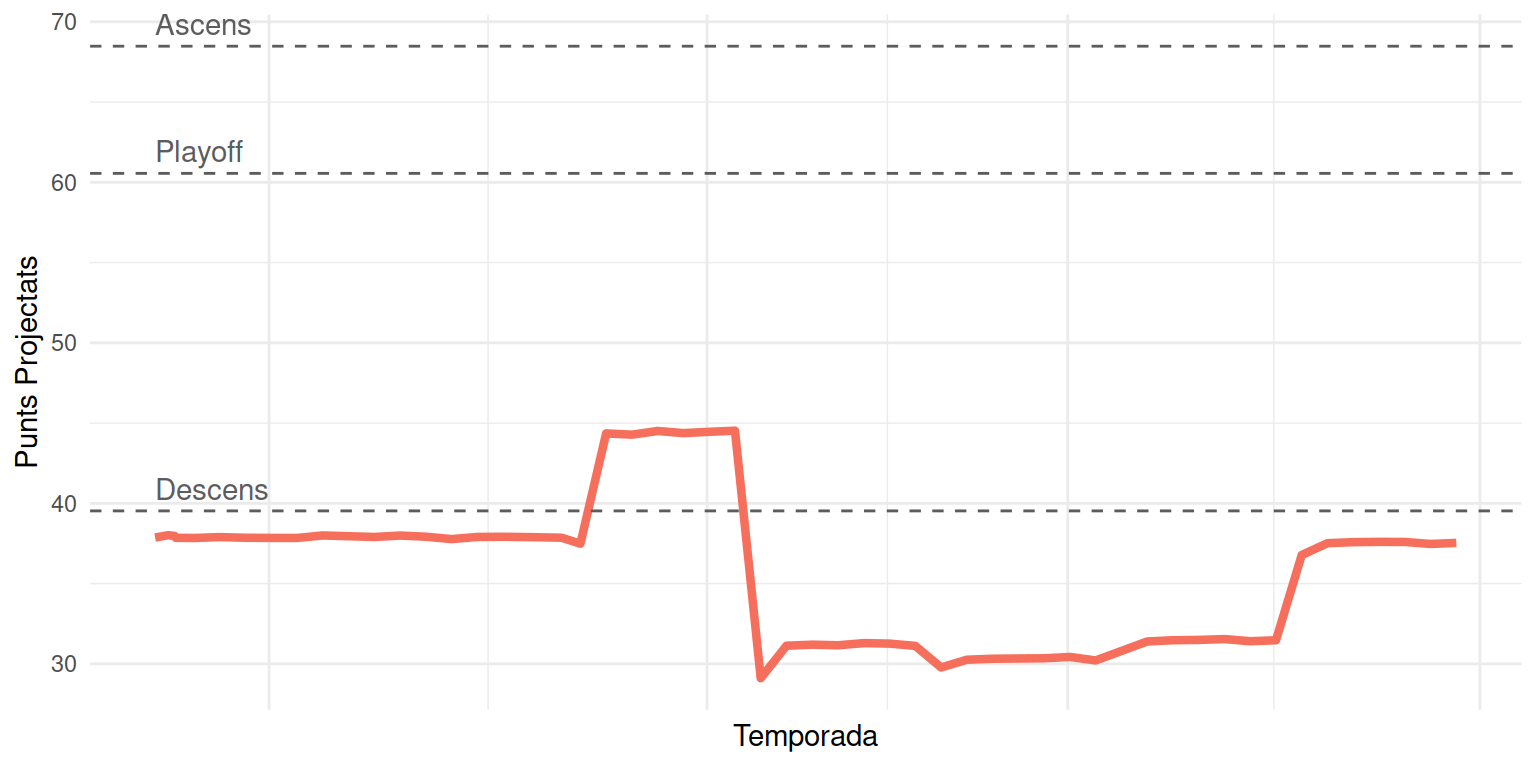 70
Ascens
Playoff
60
50
Punts Projectats
Descens
40
30
Temporada